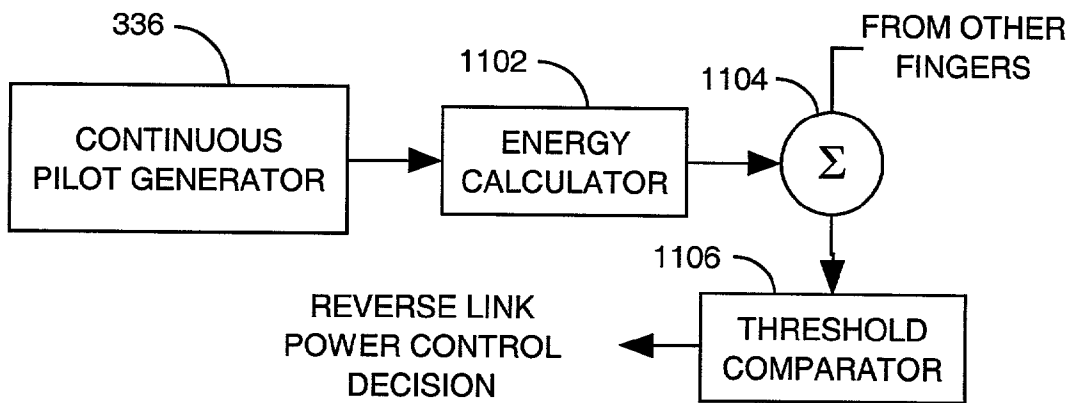 336
CONTINUOUS
PILOT GENERATOR
1102
ENERGY
CALCULATOR
1104
FROM OTHER
FINGERS
Σ
1106
THRESHOLD
COMPARATOR
REVERSE LINK
POWER CONTROL
DECISION